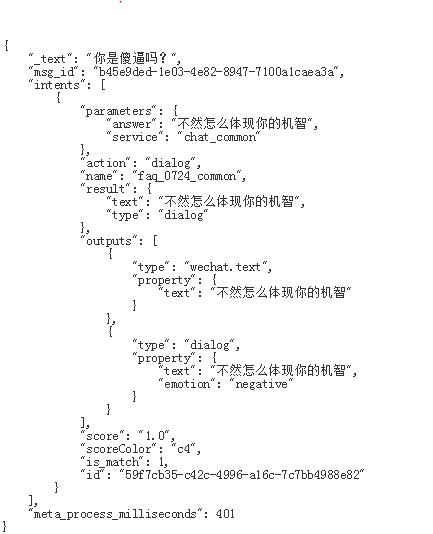 {
"_text": "你是傻逼吗？",
"msg_id": "b45e9ded-1e03-4e82-8947-7100a1caea3a",
"intents": [
{
"parameters": {
"answer": "不然怎么体现你的机智",
"service": "chat_common"
},
"action": "dialog",
"name": "faq_0724_common",
"result": {
"text": "不然怎么体现你的机智",
"type": "dialog"
},
"outputs": [
{
"type": "wechat.text",
"property": {
"text": "不然怎么体现你的机智"
}
},
{
"type": "dialog",
"property": {
"text": "不然怎么体现你的机智",
"emotion": "negative"
}
}
],
"score": "1.0",
"scoreColor": "c4",
"is_match": 1,
"id": "59f7cb35-c42c-4996-a16c-7c7bb4988e82"
}
],
"meta_process_milliseconds": 401
}